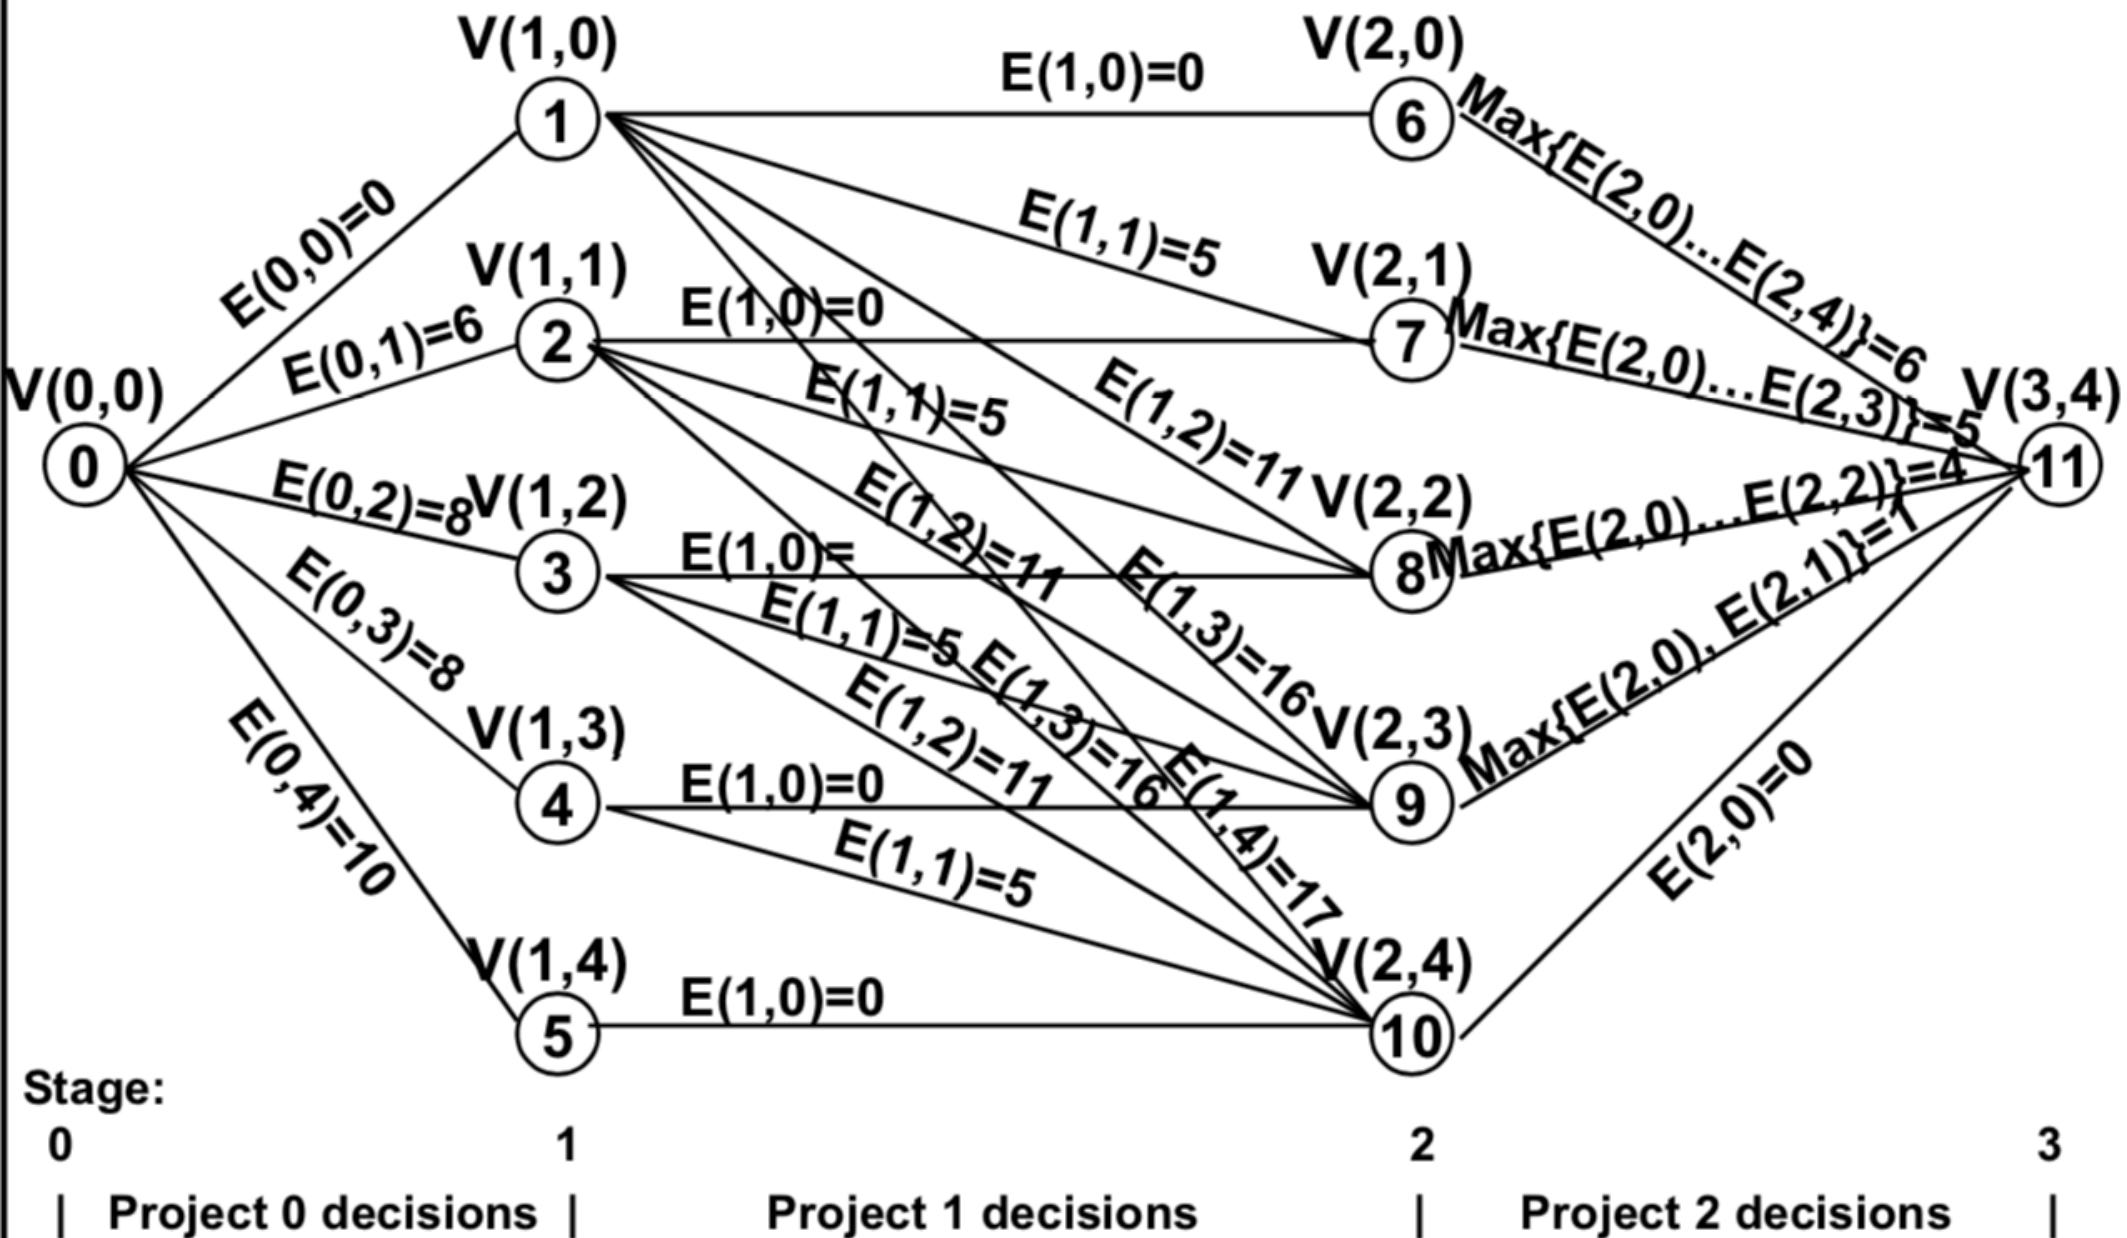 V(1,0)
V(2,0)
E(1,0)=0
1
6
Max{E(2,0)...E(2,4)}=6
E(0,0)=0
E(1,1)=5
V(1,1)
V(2,1)
E(1,0)=0
2
7
Max{E(2,0)...E(2,3)}=5
E(0,1)=6
V(0,0)
V(3,4)
E(1,1)=5
E(1,2)=11
0
11
E(0,2)=8
V(1,2)
V(2,2)
Max{E(2,0)...E(2,2)}=4
E(1,2)=11
E(1,0)=
3
8
E(0,3)=8
E(1,1)=5
E(1,3)=16
E(1,3)=16
Max{E(2,0), E(2,1)}=1
V(1,3)
V(2,3)
E(1,2)=11
E(0,4)=10
E(1,0)=0
4
9
E(1,4)=17
E(2,0)=0
E(1,1)=5
V(1,4)
V(2,4)
E(1,0)=0
5
10
Stage:
0 1 2 3
| Project 0 decisions | Project 1 decisions | Project 2 decisions |